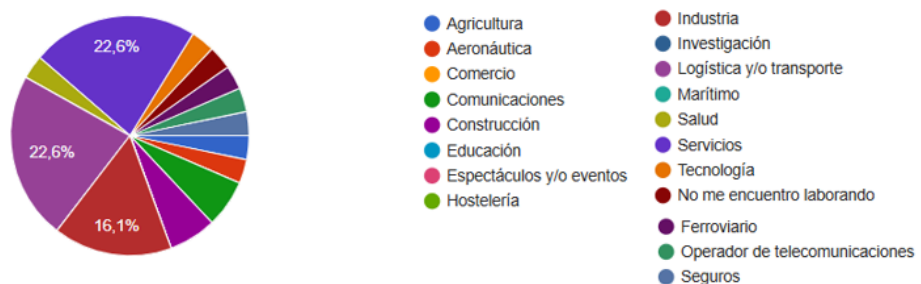 22,6%
22,6%
16,1%
Agricultura
Aeronáutica
Comercio
Comunicaciones
Construcción
Educación
Espectáculos y/o eventos
Hostelería
Industria
Investigación
Logística y/o transporte
Marítimo
Salud
Servicios
Tecnología
No me encuentro laborando
Ferroviario
Operador de telecomunicaciones
Seguros